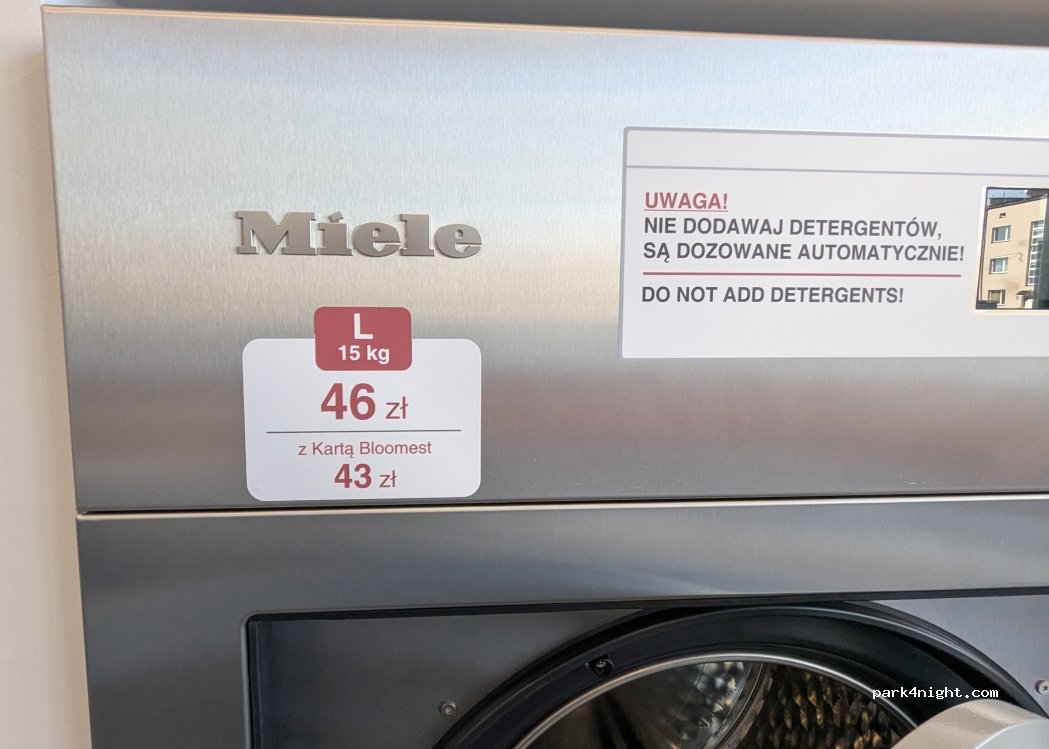 Miele
L
15 kg
46 zł
z Kartą Bloomest
43 zł
UWAGA!
NIE DODAWAJ DETERGENTÓW,
SĄ DOZOWANE AUTOMATYCZNIE!
DO NOT ADD DETERGENTS!
park4night.com